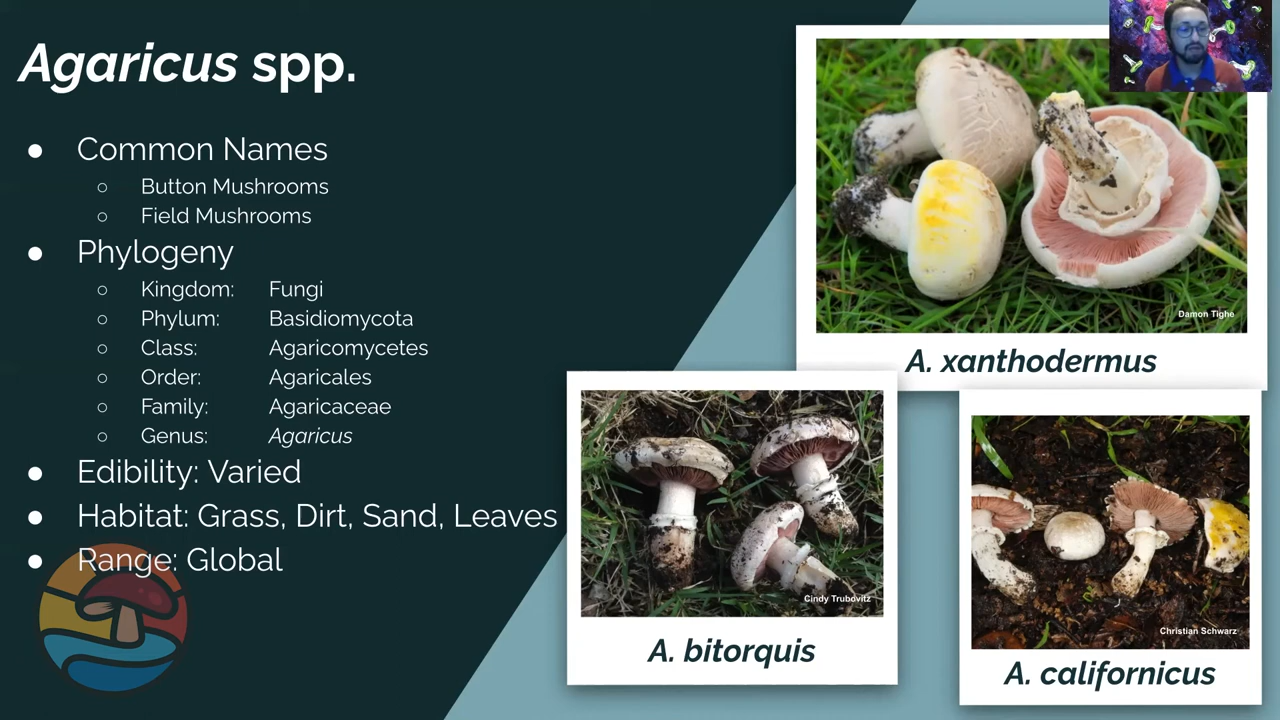 Agaricus spp.
Common Names
Button Mushrooms
Field Mushrooms
Phylogeny
Kingdom: Fungi
Phylum: Basidiomycota
Class: Agaricomycetes
Order: Agaricales
Family: Agaricaceae
Genus: Agaricus
Edibility: Varied
Habitat: Grass, Dirt, Sand, Leaves
Range: Global
Damon Tighe
A. xanthodermus
Cindy Trubovitz
A. bitorquis
Christian Schwarz
A. californicus